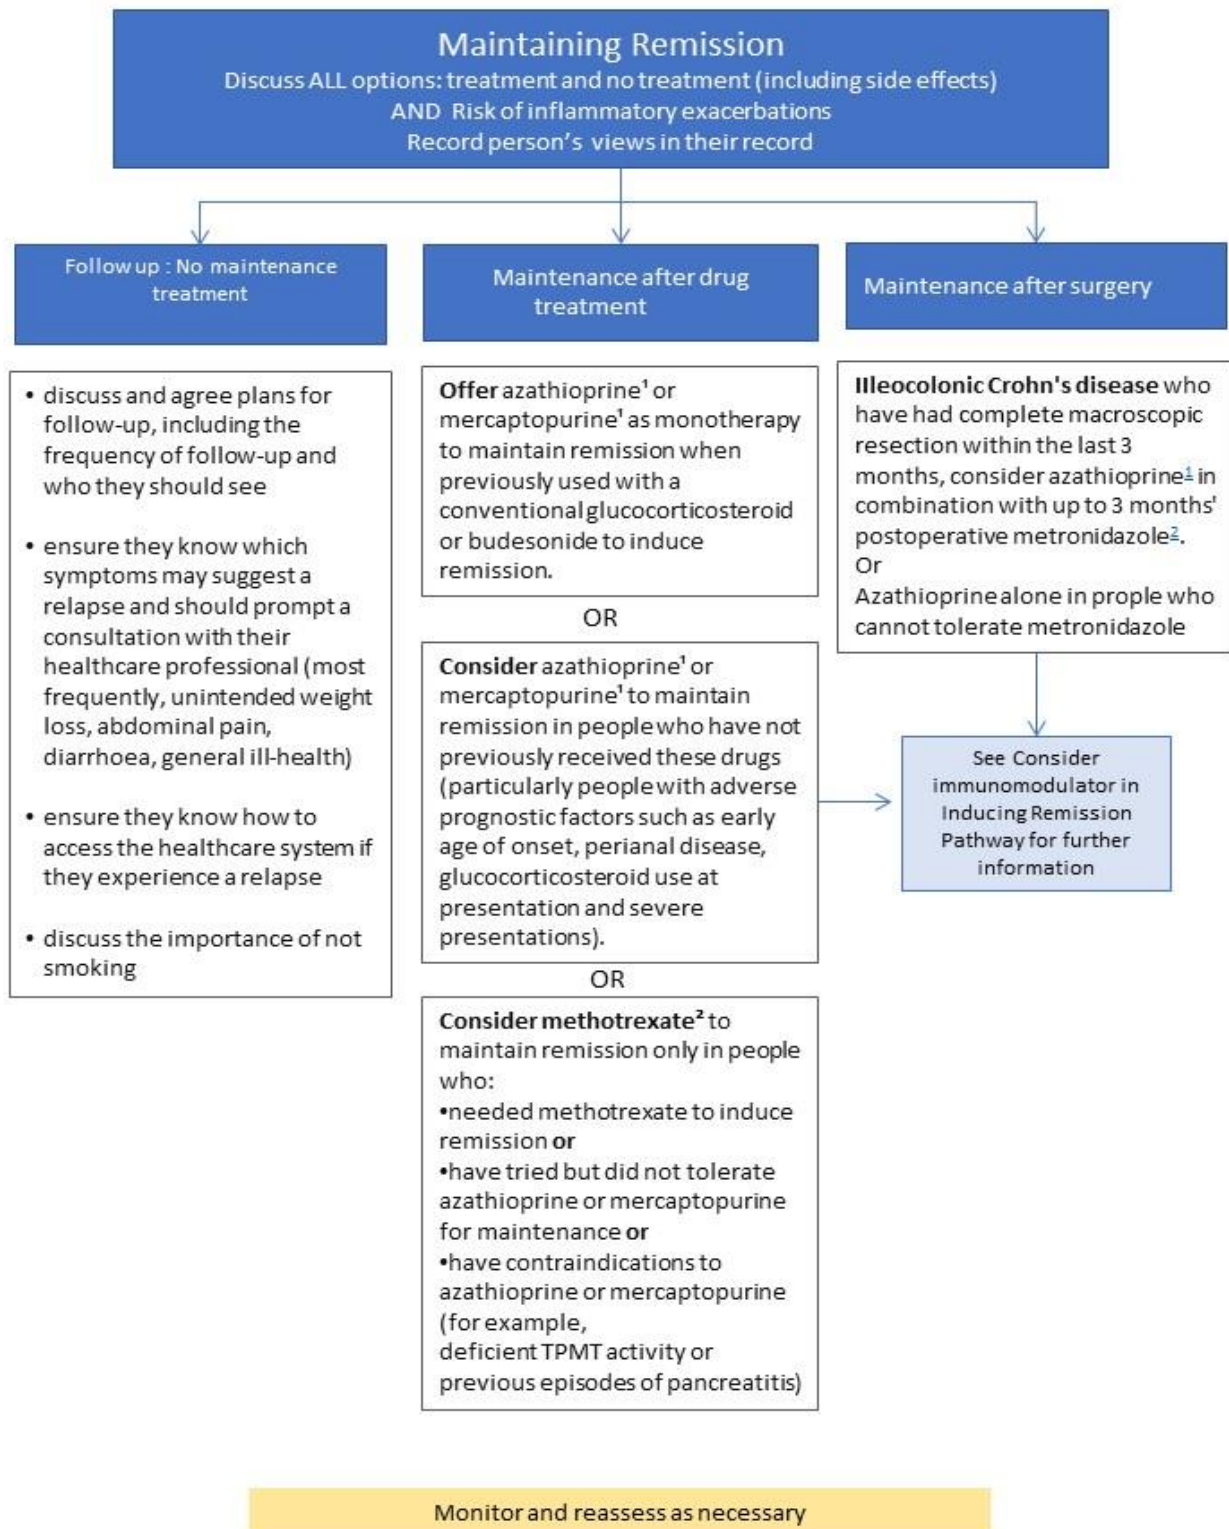 Maintaining Remission
Discuss ALL options: treatment and no treatment (including side effects)
AND Risk of inflammatory exacerbations
Record person's views in their record
Follow up : No maintenance
treatment
• discuss and agree plans for
follow-up, including the
frequency of follow-up and
who they should see
• ensure they know which
symptoms may suggest a
relapse and should prompt a
consultation with their
healthcare professional (most
frequently, unintended weight
loss, abdominal pain,
diarrhoea, general ill-health)
• ensure they know how to
access the healthcare system if
they experience a relapse
• discuss the importance of not
smoking
Maintenance after drug
treatment
Offer azathioprine¹ or
mercaptopurine¹ as monotherapy
to maintain remission when
previously used with a
conventional glucocorticosteroid
or budesonide to induce
remission.
OR
Consider azathioprine¹ or
mercaptopurine¹ to maintain
remission in people who have not
previously received these drugs
(particularly people with adverse
prognostic factors such as early
age of onset, perianal disease,
glucocorticosteroid use at
presentation and severe
presentations).
OR
Consider methotrexate² to
maintain remission only in people
who:
•needed methotrexate to induce
remission or
•have tried but did not tolerate
azathioprine or mercaptopurine
for maintenance or
•have contraindications to
azathioprine or mercaptopurine
(for example,
deficient TPMT activity or
previous episodes of pancreatitis)
Maintenance after surgery
IIleocolonic Crohn's disease who
have had complete macroscopic
resection within the last 3
months, consider azathioprine¹ in
combination with up to 3 months'
postoperative metronidazole².
Or
Azathioprine alone in prople who
cannot tolerate metronidazole
See Consider
immunomodulator in
Inducing Remission
Pathway for further
information
Monitor and reassess as necessary